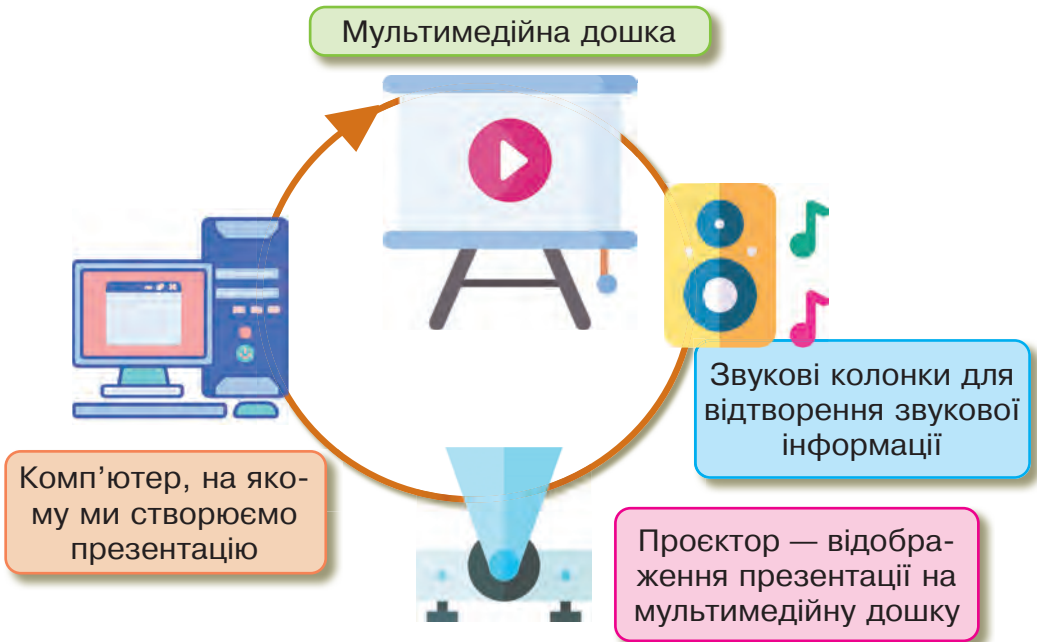 Мультимедійна дошка
Звукові колонки для
відтворення звукової
інформації
Комп’ютер, на яко-
му ми створюємо
презентацію
Проєктор — відобра-
ження презентації на
мультимедійну дошку